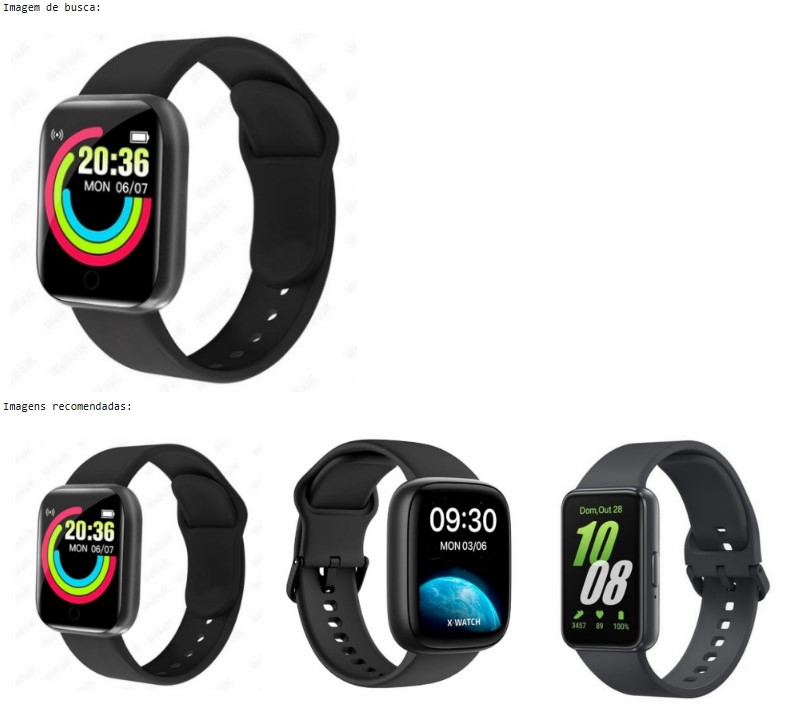 Imagem de busca:
20:36
MON 06/07
Imagens recomendadas:
20:36
MON 06/07
09:30
MON 03/06
X-WATCH
Dom,Out 28
10
08
3457 89 100%